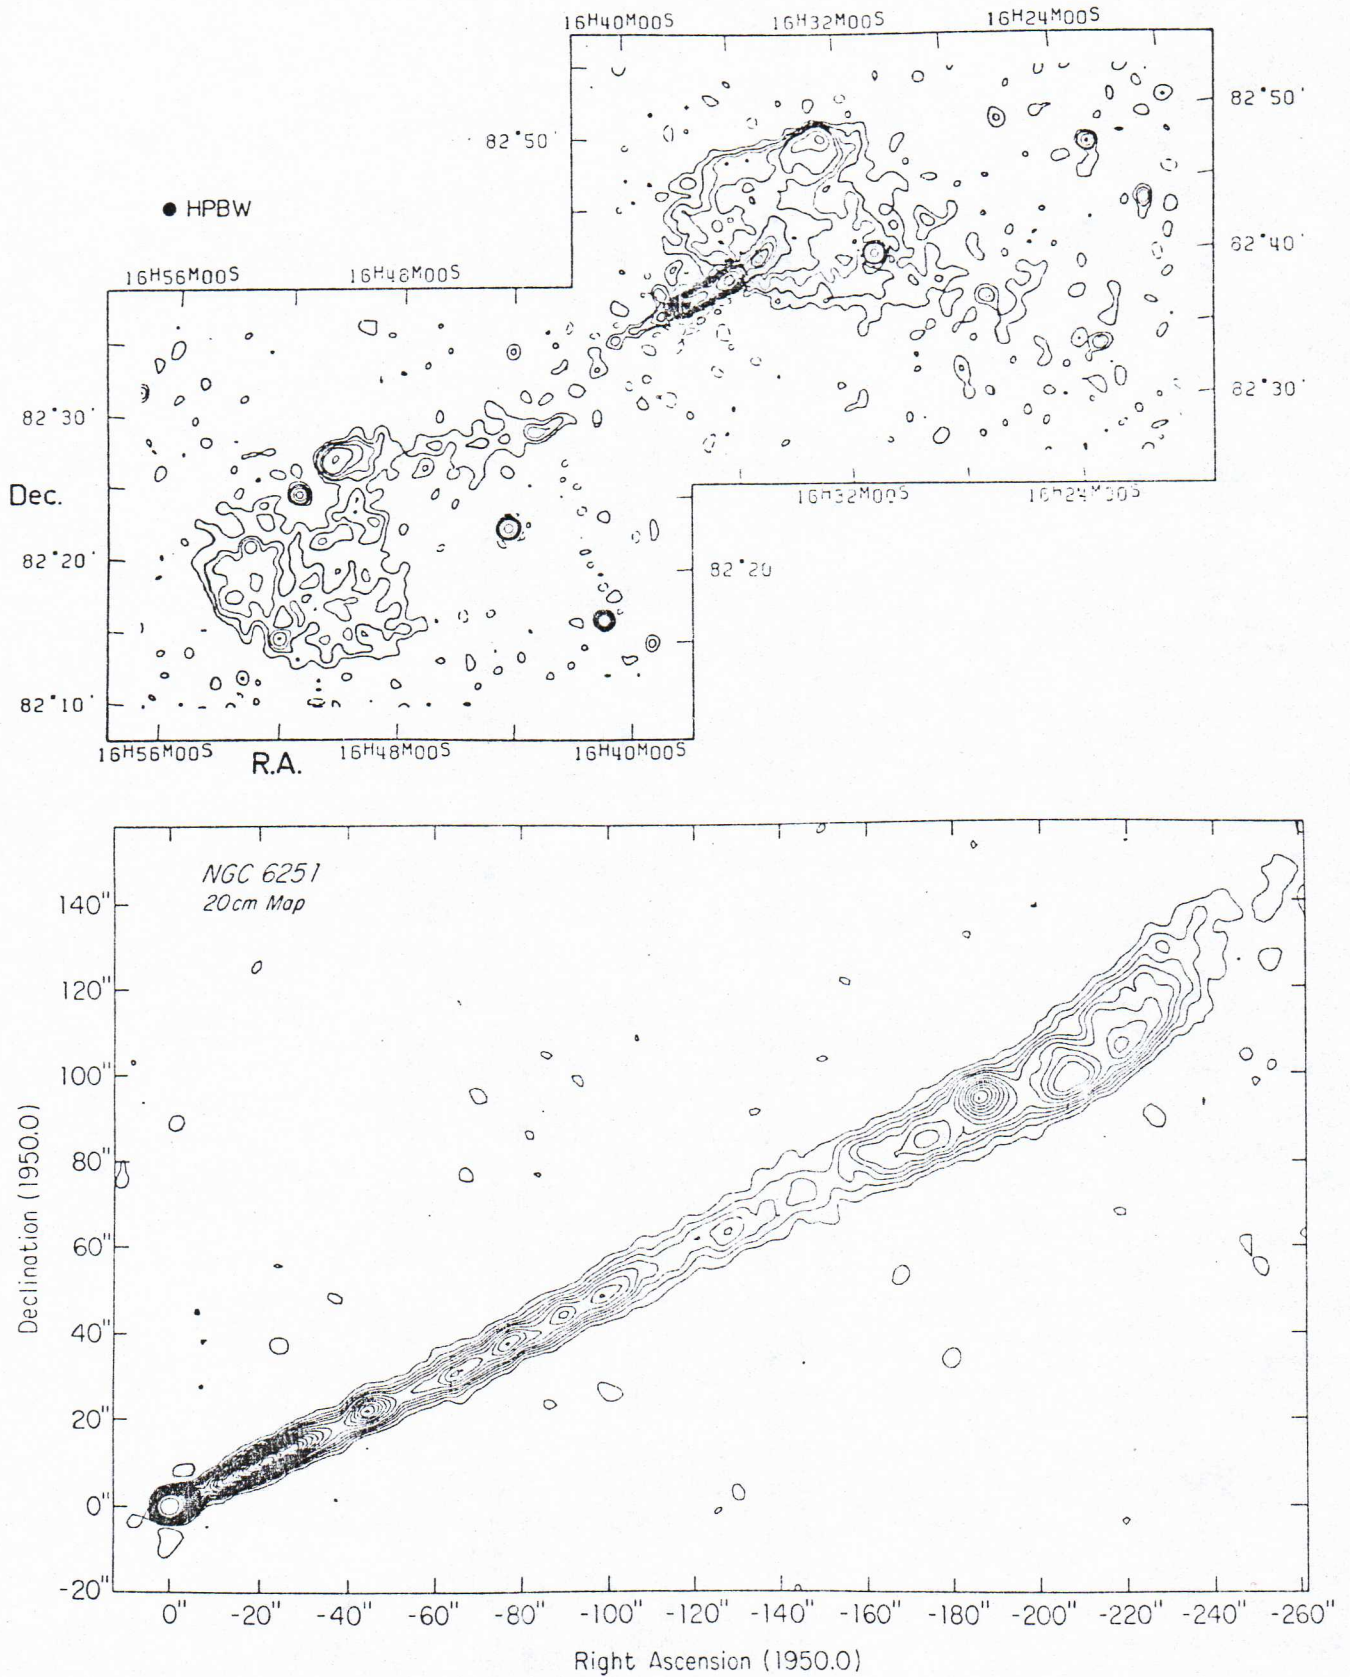 16H40M00S 16H32M00S 16H24M00S
82°50'
82°50'
HPBW
82°40'
16H56M00S 16H48M00S
82°30'
82°30'
Dec.
16H32M00S 16H24M00S
82°20'
82°20
82°10'
16H56M00S 16H48M00S 16H40M00S
R.A.
NGC 6251
20cm Map
140"
120"
100"
80"
60"
40"
20"
0"
-20"
Declination (1950.0)
0" -20" -40" -60" -80" -100" -120" -140" -160" -180" -200" -220" -240" -260"
Right Ascension (1950.0)